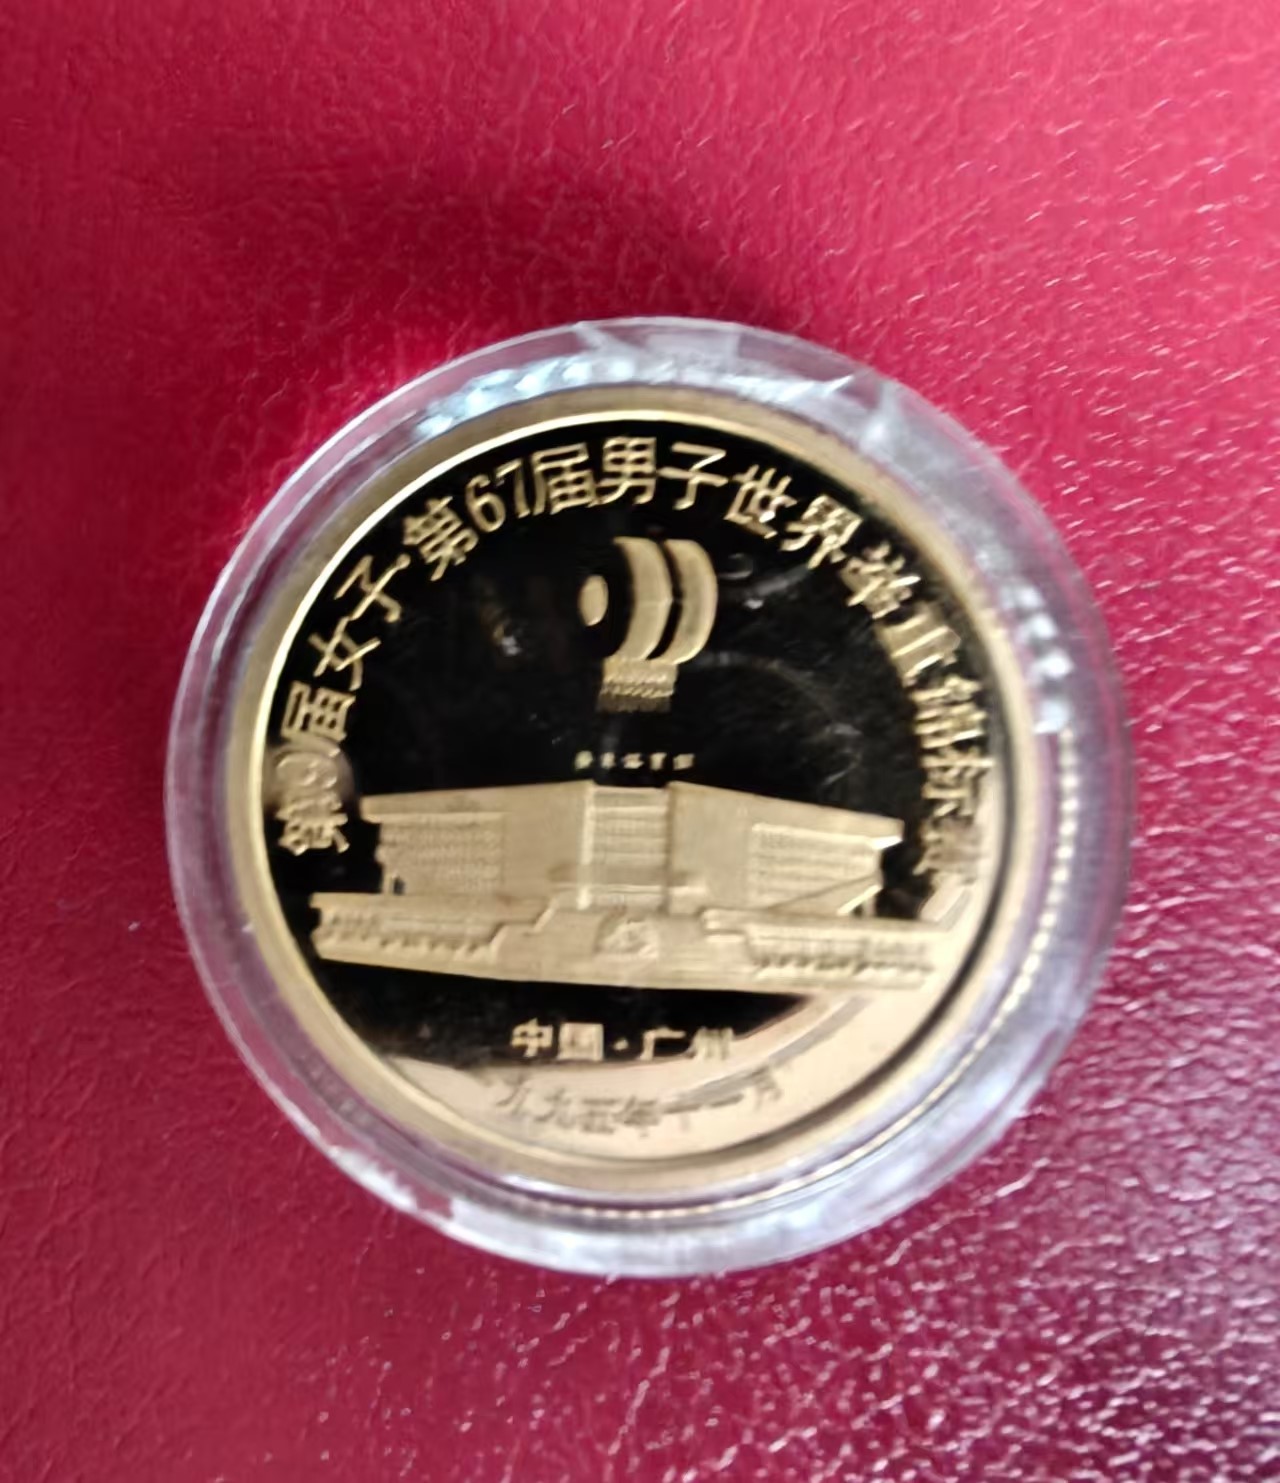 第9届女子·第67届男子世界举重锦标赛
中国·广州
一九九五年十一月